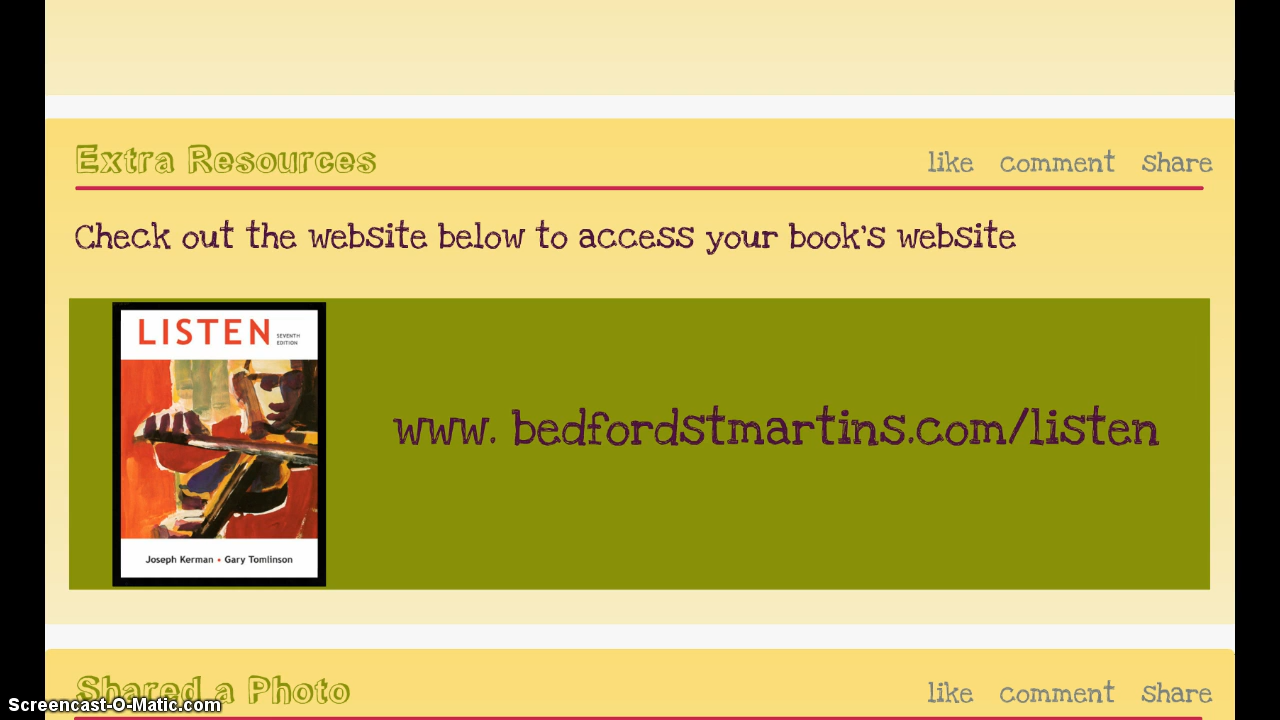 Extra Resources
like comment share
Check out the website below to access your book's website
LISTEN SEVENTH EDITION
www. bedfordstmartins.com/listen
Joseph Kerman • Gary Tomlinson
Shared a Photo
like comment share
Screencast-O-Matic.com